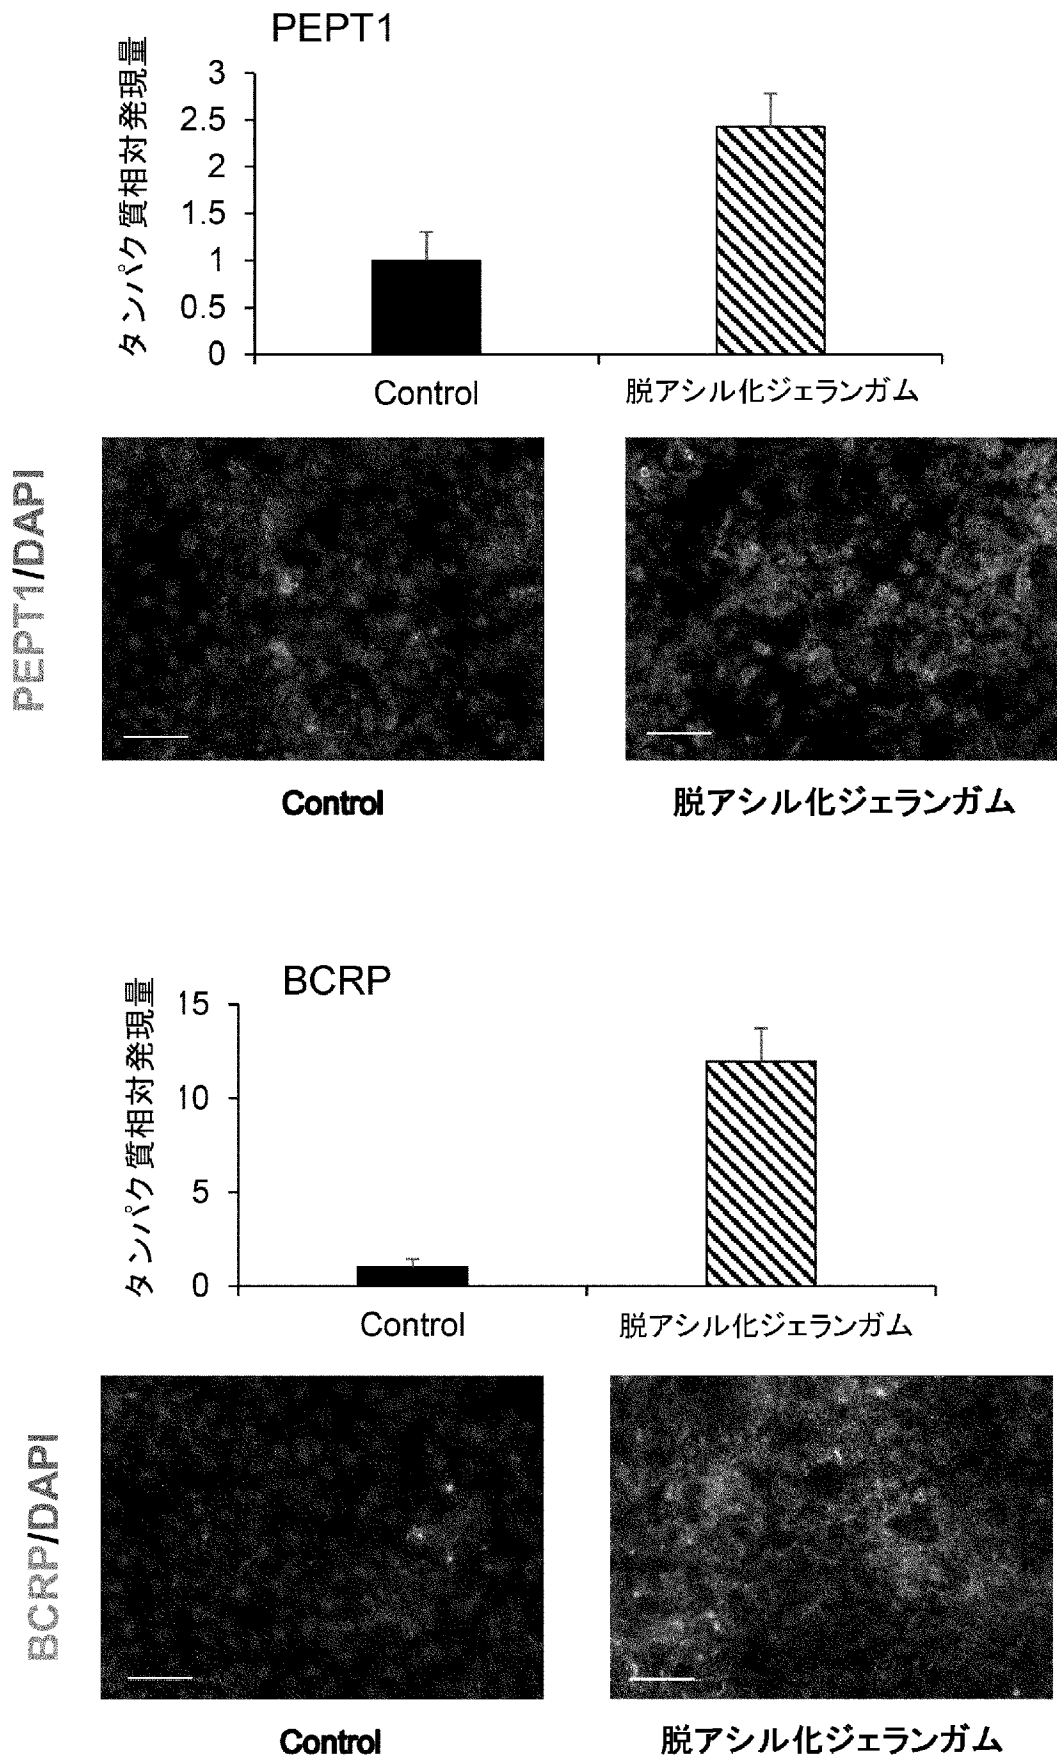 PEPT1
タンパク質相対発現量
3
2.5
2
1.5
1
0.5
0
Control
脱アシル化ジェランガム
PEPT1/DAPI
Control
脱アシル化ジェランガム
BCRP
タンパク質相対発現量
15
10
5
0
Control
脱アシル化ジェランガム
BCRP/DAPI
Control
脱アシル化ジェランガム